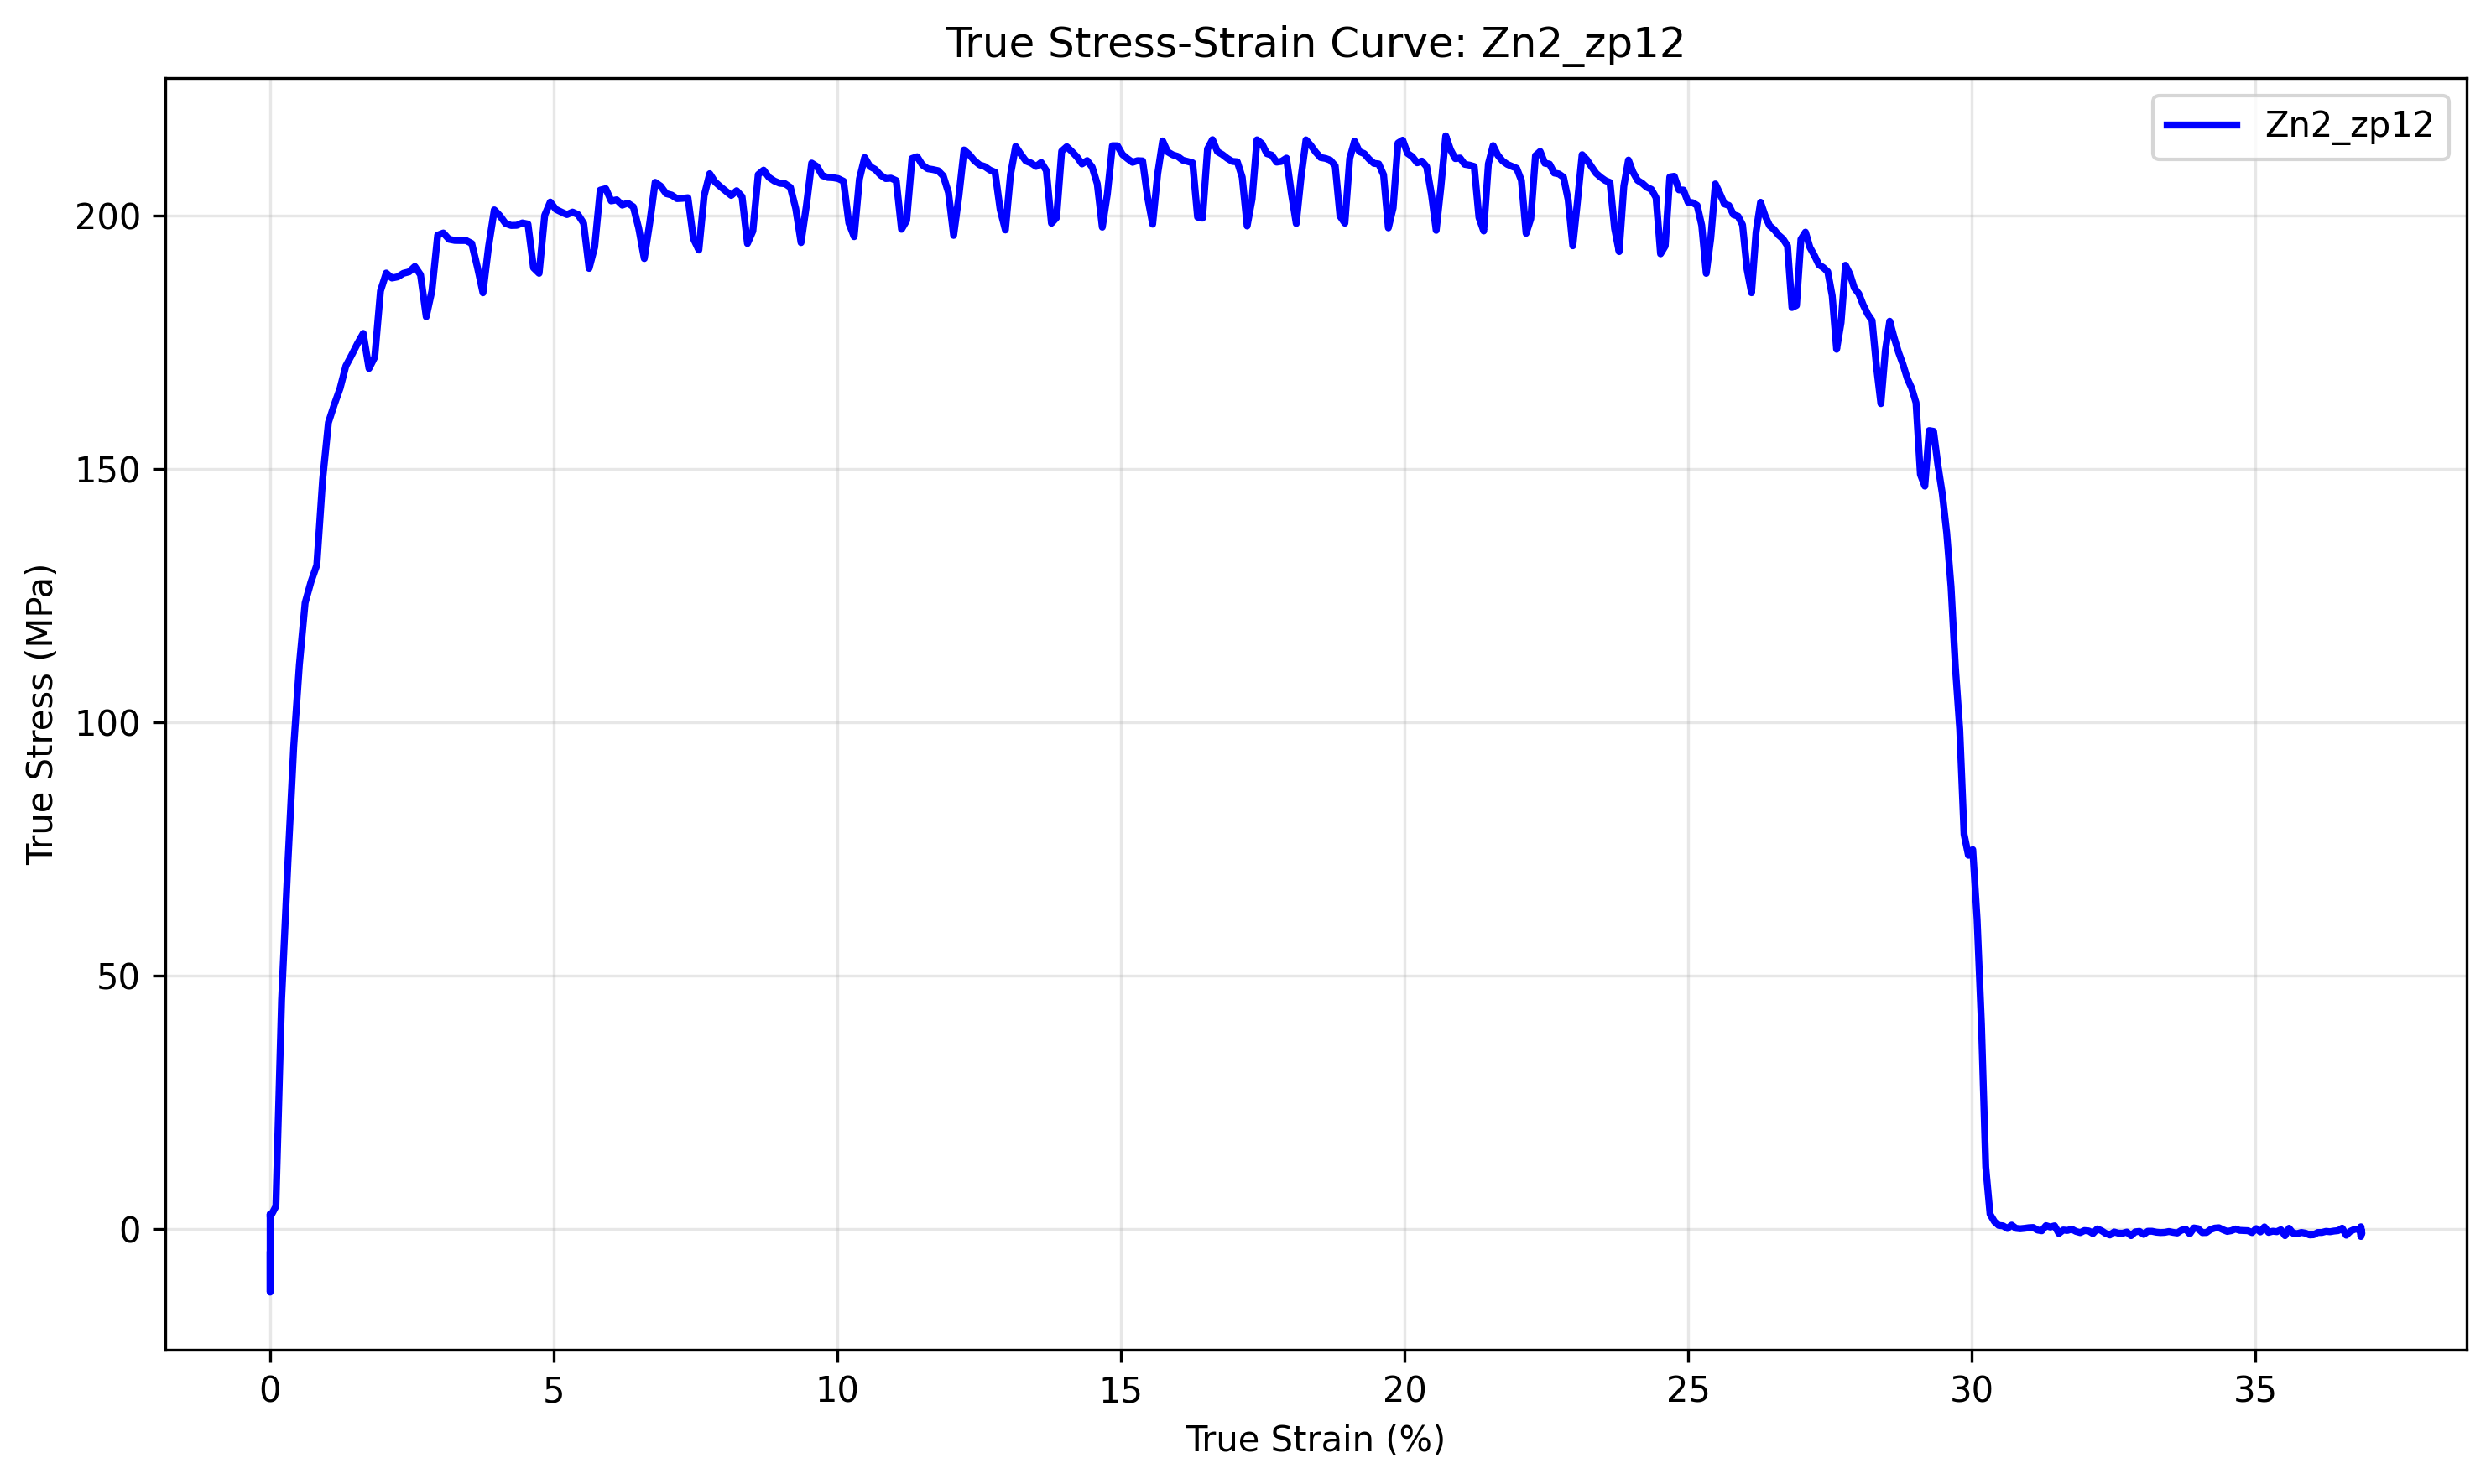 True Stress-Strain Curve: Zn2_zp12
Zn2_zp12
True Stress (MPa)
200
150
100
50
0
0 5 10 15 20 25 30 35
True Strain (%)